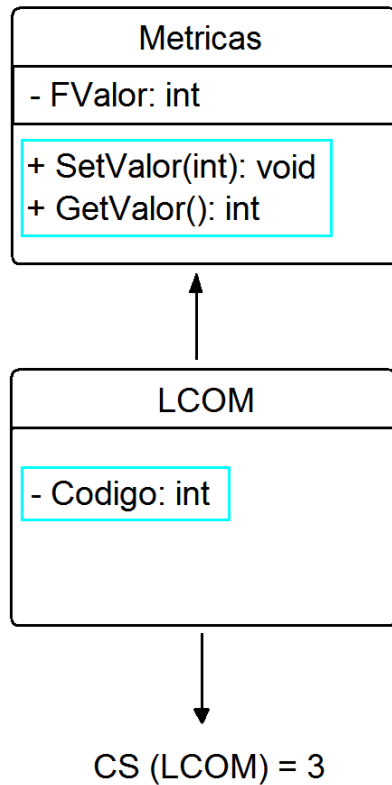 Metricas
- FValor: int
+ SetValor(int): void
+ GetValor(): int
LCOM
- Codigo: int
CS (LCOM) = 3